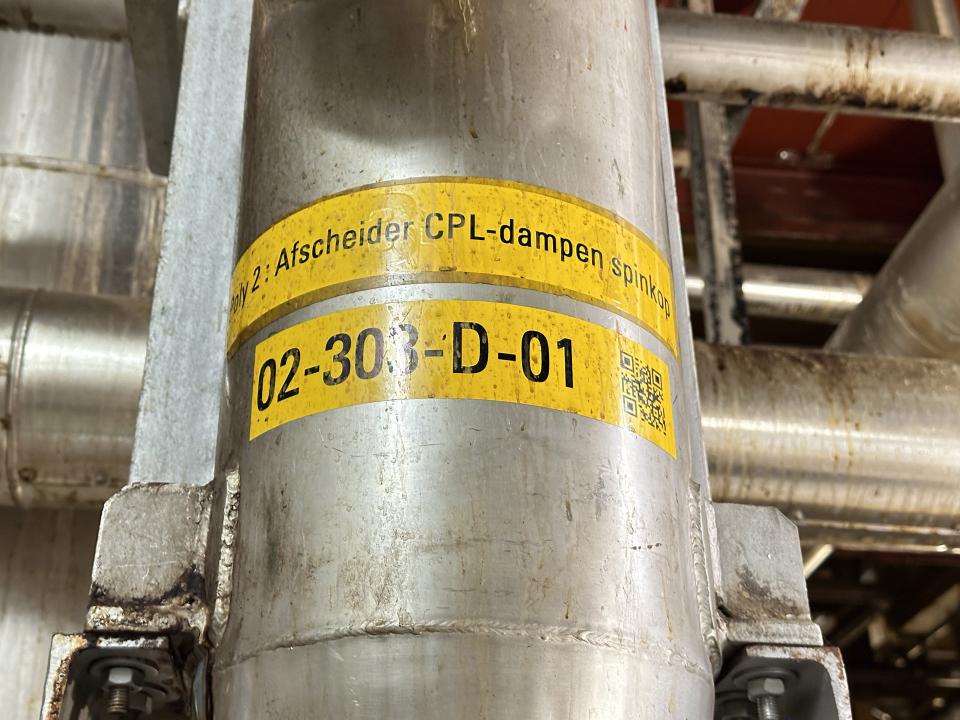 2 : Afscheider CPL-dampen spinkop
02-303-D-01